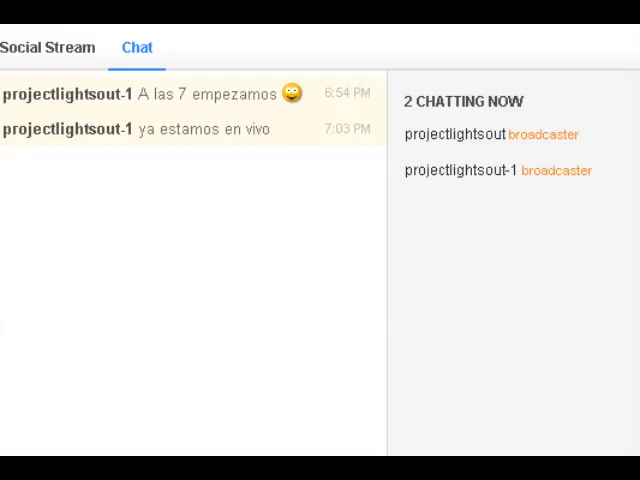 Social Stream Chat
projectlightsout-1 A las 7 empezamos 6:54 PM
projectlightsout-1 ya estamos en vivo 7:03 PM
2 CHATTING NOW
projectlightsout broadcaster
projectlightsout-1 broadcaster